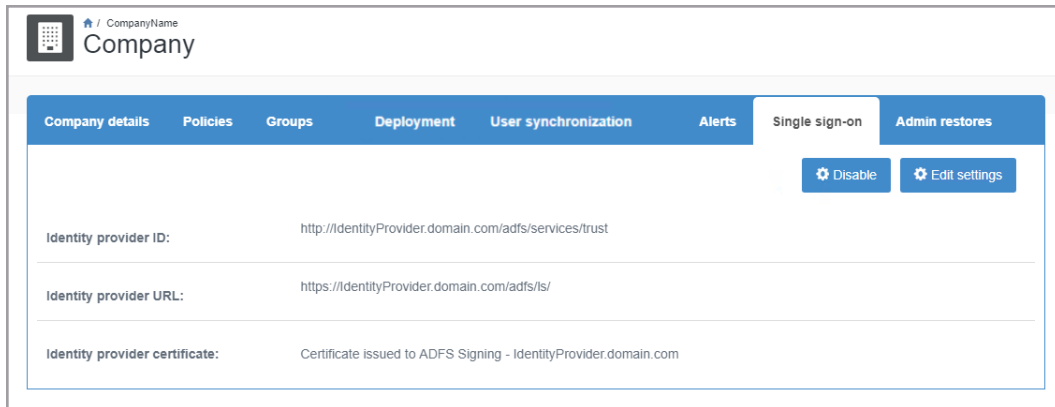 / CompanyName
Company
Company details Policies Groups Deployment User synchronization Alerts Single sign-on Admin restores
Disable Edit settings
Identity provider ID: http://IdentityProvider.domain.com/adfs/services/trust
Identity provider URL: https://IdentityProvider.domain.com/adfs/ls/
Identity provider certificate: Certificate issued to ADFS Signing - IdentityProvider.domain.com